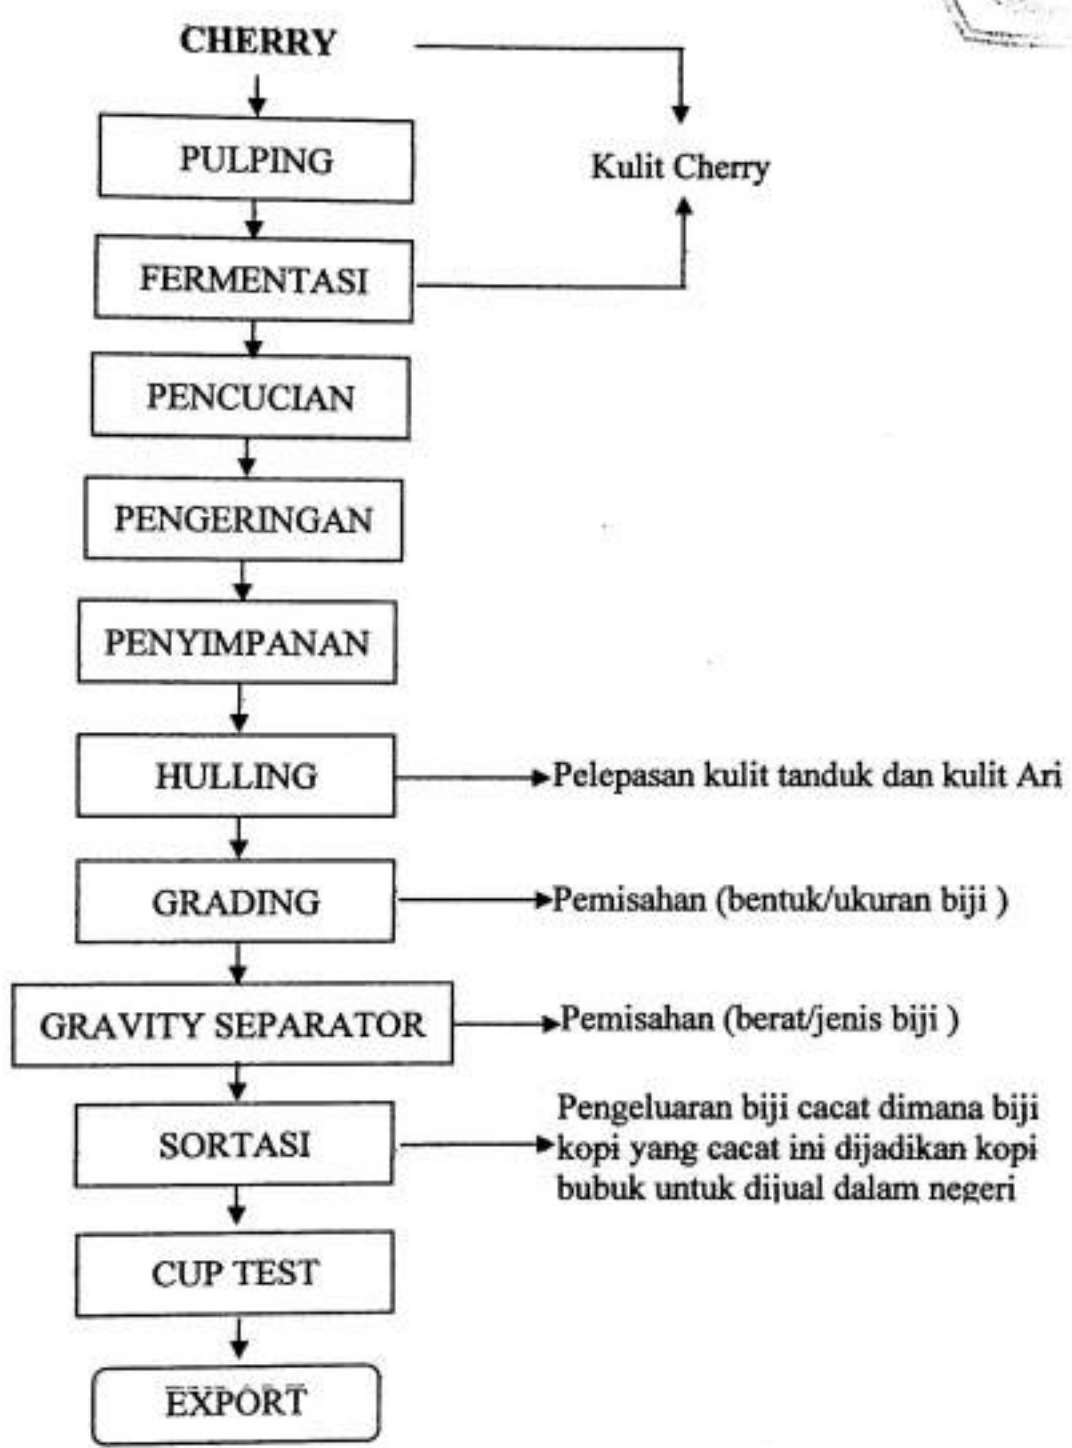 CHERRY
PULPING
Kulit Cherry
FERMENTASI
PENCUCIAN
PENGERINGAN
PENYIMPANAN
HULLING
Pelepasan kulit tanduk dan kulit Ari
GRADING
Pemisahan (bentuk/ukuran biji )
GRAVITY SEPARATOR
Pemisahan (berat/jenis biji )
SORTASI
Pengeluaran biji cacat dimana biji
kopi yang cacat ini dijadikan kopi
bubuk untuk dijual dalam negeri
CUP TEST
EXPORT